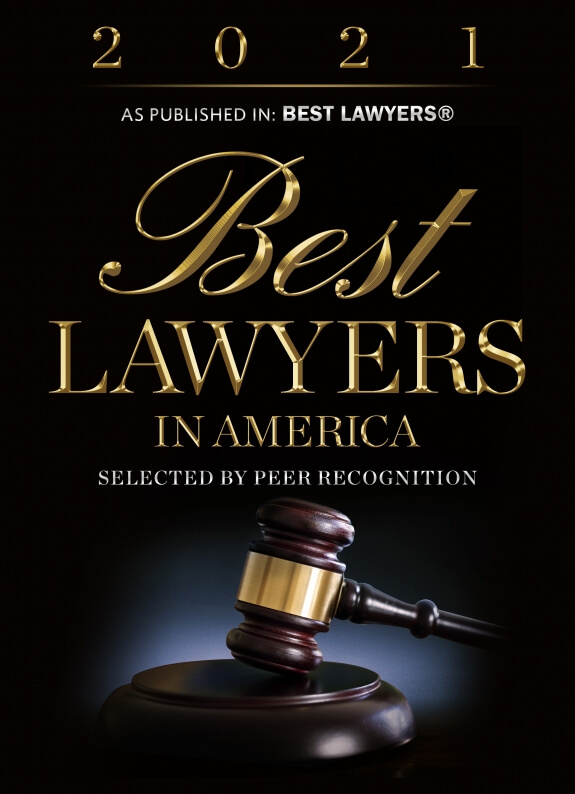 2 0 2 1
AS PUBLISHED IN: BEST LAWYERS®
Best
LAWYERS
IN AMERICA
SELECTED BY PEER RECOGNITION